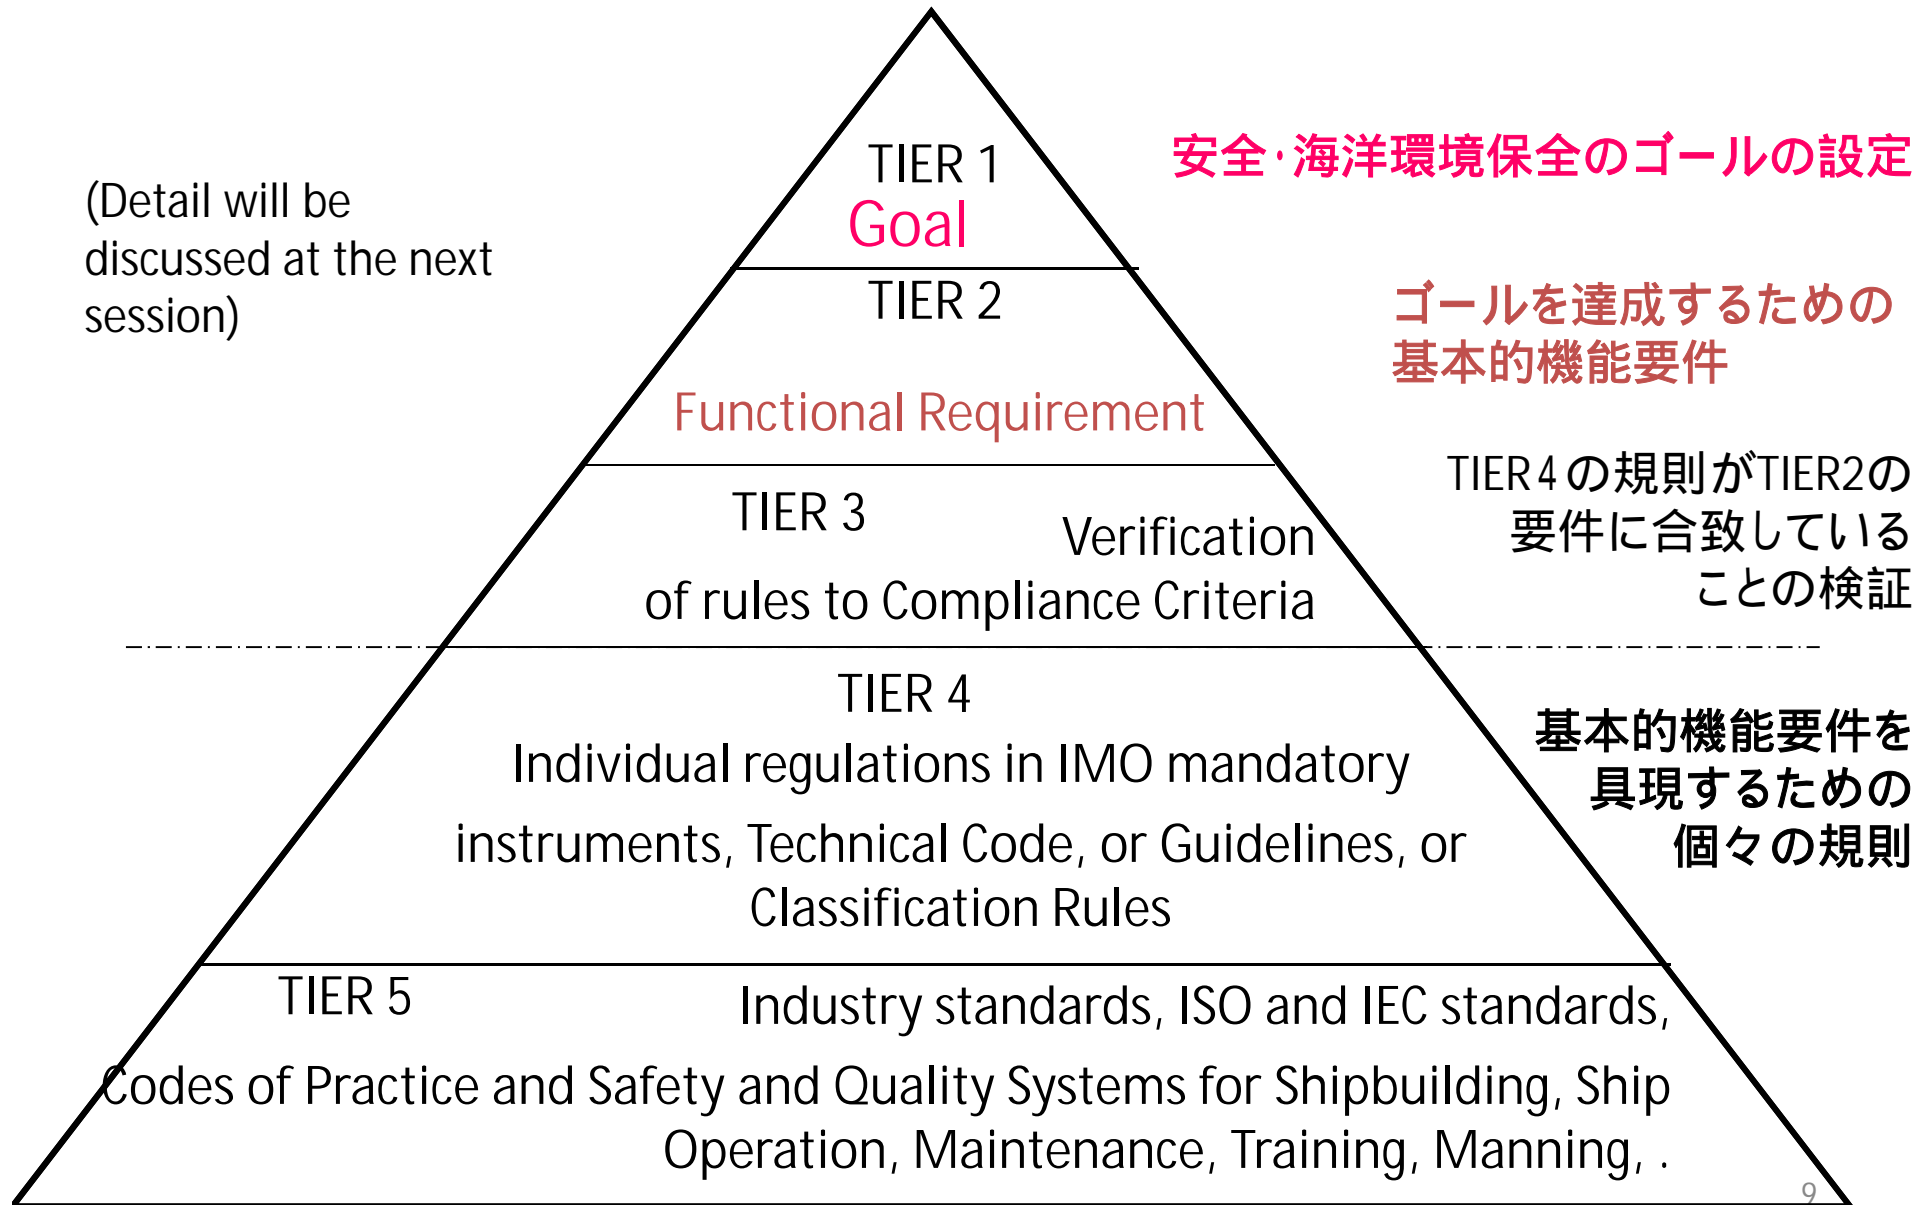 TIER 1
Goal
安全・海洋環境保全のゴールの設定
(Detail will be
discussed at the next
session)
TIER 2
Functional Requirement
ゴールを達成するための
基本的機能要件
TIER 3
Verification
of rules to Compliance Criteria
TIER4の規則がTIER2の
要件に合致している
ことの検証
TIER 4
Individual regulations in IMO mandatory
instruments, Technical Code, or Guidelines, or
Classification Rules
基本的機能要件を
具現するための
個々の規則
TIER 5
Industry standards, ISO and IEC standards,
Codes of Practice and Safety and Quality Systems for Shipbuilding, Ship
Operation, Maintenance, Training, Manning, .
9